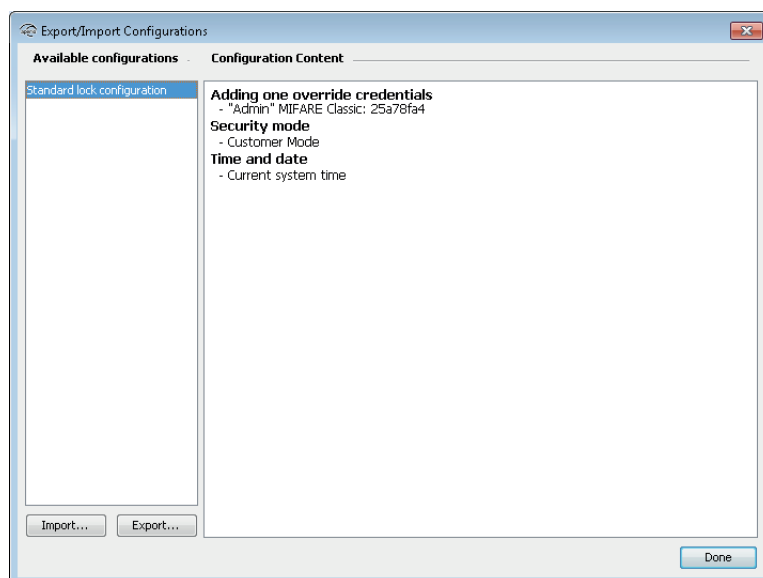 Export/Import Configurations
Available configurations
Configuration Content
Standard lock configuration
Adding one override credentials
- "Admin" MIFARE Classic: 25a78fa4
Security mode
- Customer Mode
Time and date
- Current system time
Import...
Export...
Done